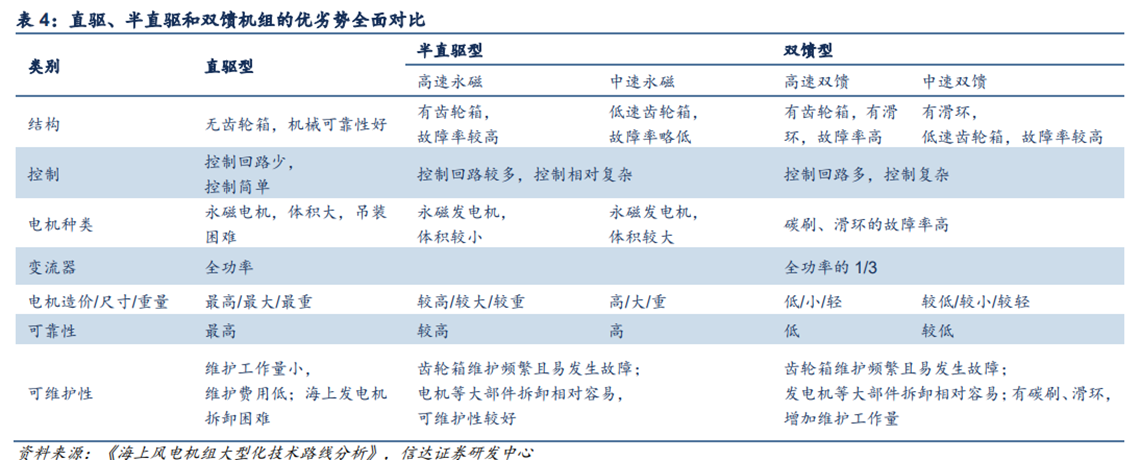 表 4：直驱、半直驱和双馈机组的优劣势全面对比
类别 直驱型 半直驱型 双馈型
高速永磁 中速永磁 高速双馈 中速双馈
结构 无齿轮箱，机械可靠性好 有齿轮箱， 低速齿轮箱， 有齿轮箱，有滑 有滑环，
故障率较高 故障率略低 环，故障率高 低速齿轮箱，故障率较高
控制 控制回路少， 控制回路较多，控制相对复杂 控制回路多，控制复杂
控制简单
电机种类 永磁电机，体积大，吊装 永磁发电机， 永磁发电机， 碳刷、滑环的故障率高
困难 体积较小 体积较大
变流器 全功率 全功率的 1/3
电机造价/尺寸/重量 最高/最大/最重 较高/较大/较重 高/大/重 低/小/轻 较低/较小/较轻
可靠性 最高 较高 高 低 较低
可维护性 维护工作量小， 齿轮箱维护频繁且易发生故障； 齿轮箱维护频繁且易发生故障；
维护费用低；海上发电机 电机等大部件拆卸相对容易， 发电机等大部件拆卸相对容易；有碳刷、滑环，
拆卸困难 可维护性较好 增加维护工作量
资料来源：《海上风电机组大型化技术路线分析》，信达证券研发中心